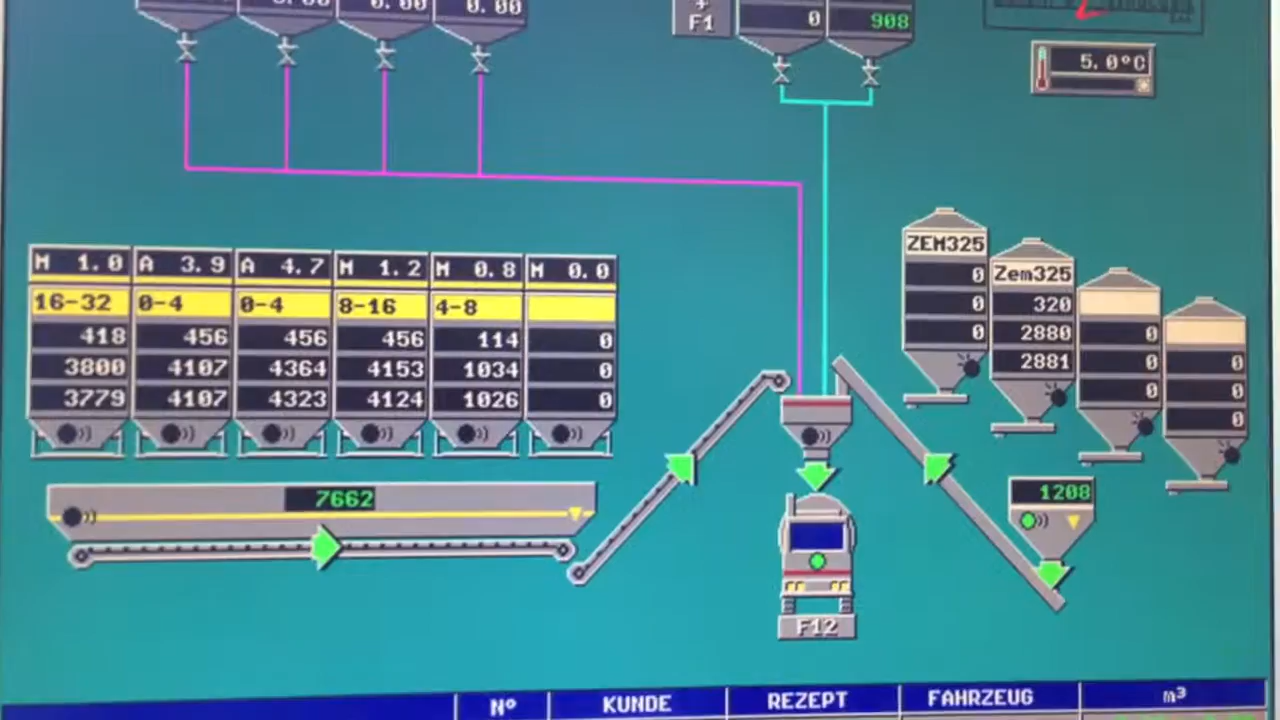 0.00
0.00
+
F1
0
908
5.0°C
M 1.0
A 3.9
A 4.7
M 1.2
M 0.8
M 0.0
16-32
0-4
0-4
8-16
4-8
418
456
456
456
114
0
3800
4107
4364
4153
1034
0
3779
4107
4323
4124
1026
0
ZEM325
0
0
0
Zem325
320
2880
2881
0
0
0
0
0
0
7662
1208
F12
Nº
KUNDE
REZEPT
FAHRZEUG
m³